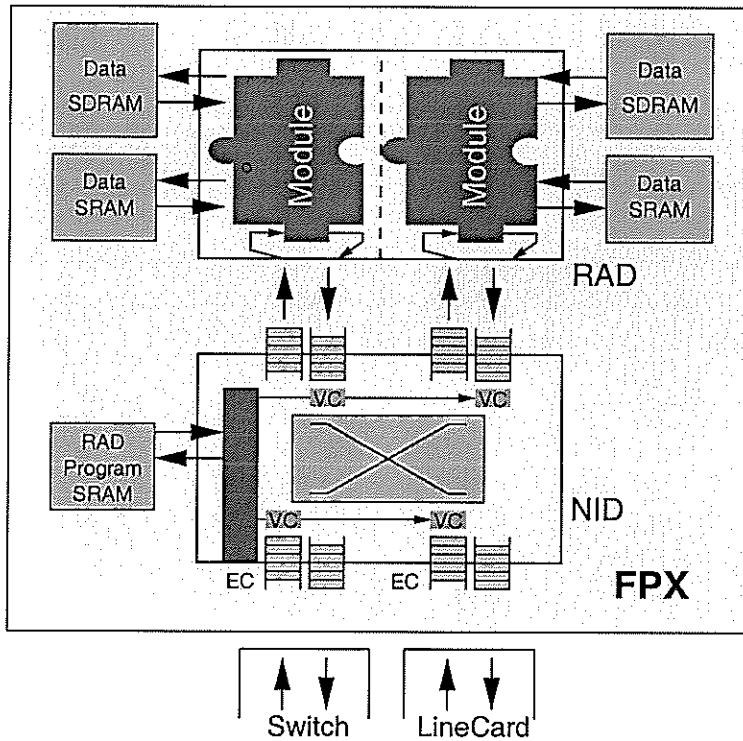 Data
SDRAM
Data
SRAM
Module
Module
Data
SDRAM
Data
SRAM
RAD
RAD
Program
SRAM
VC
VC
VC
VC
NID
EC
EC
FPX
Switch
LineCard